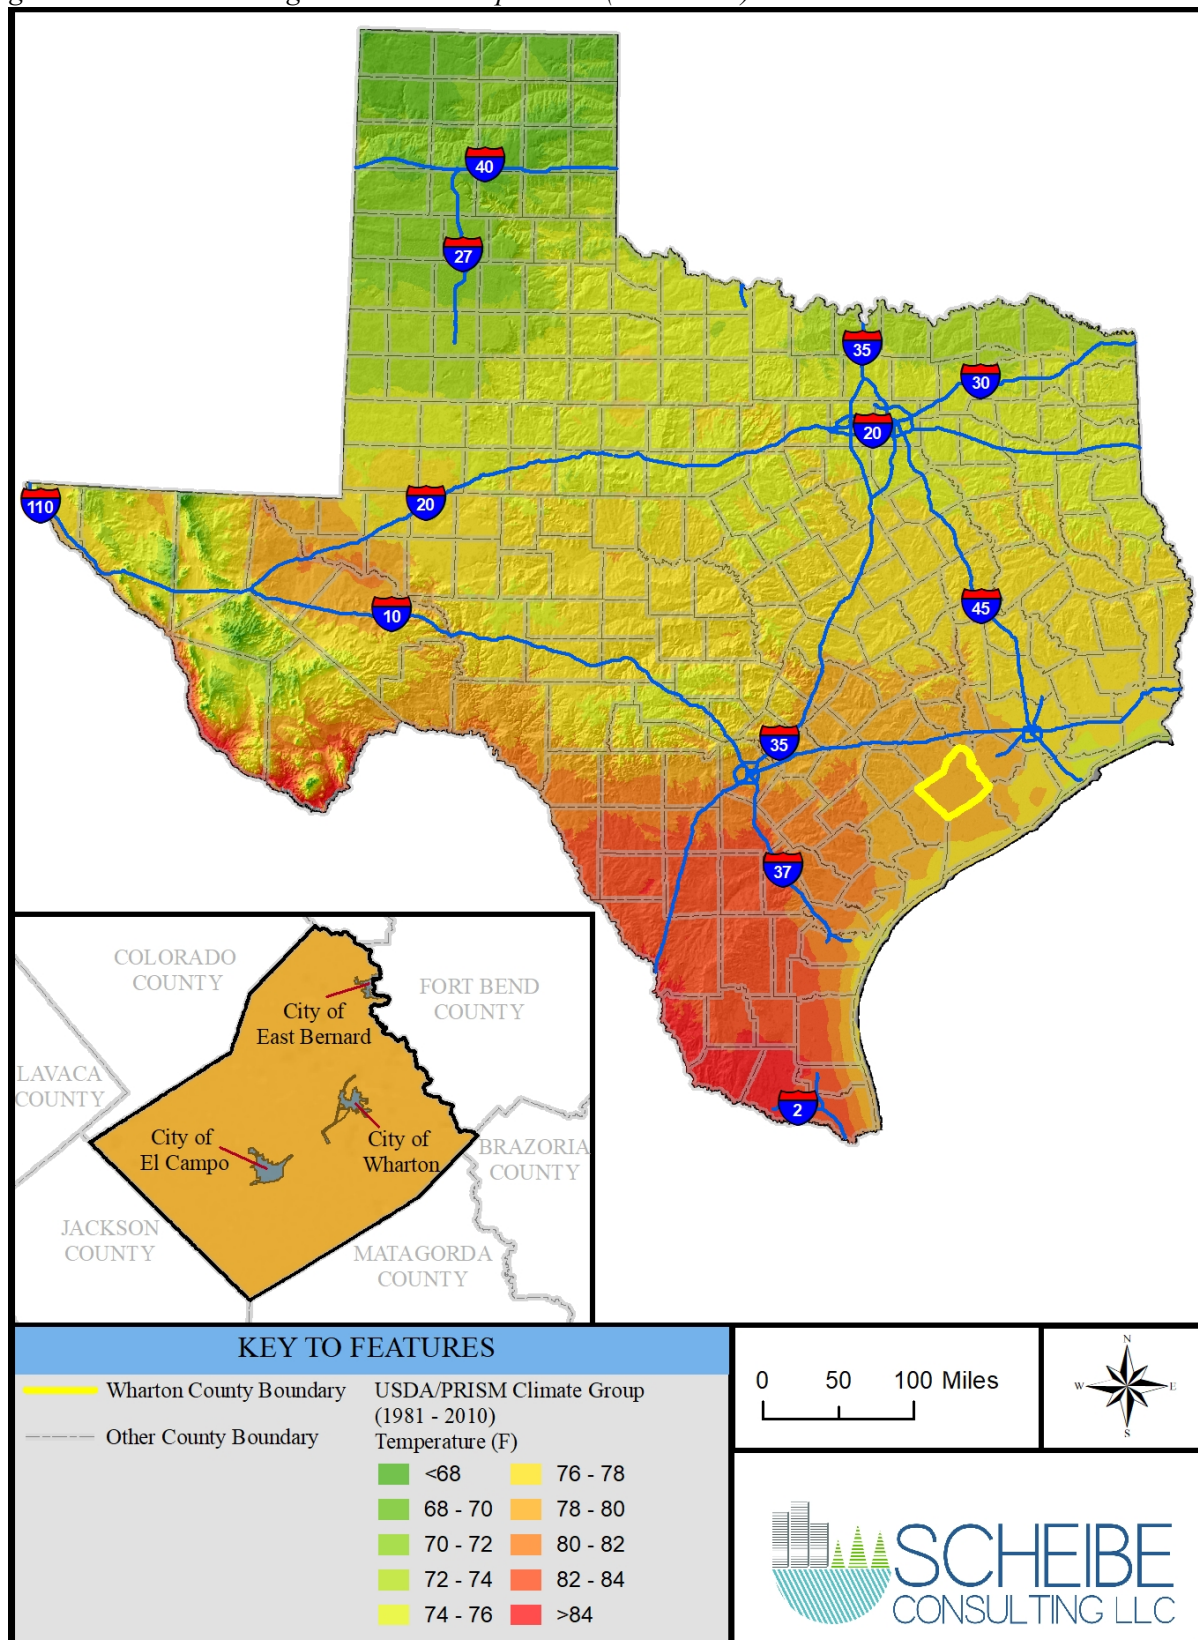 40
27
35
30
20
20
110
10
45
35
37
2
COLORADO
COUNTY
FORT BEND
COUNTY
City of
East Bernard
LAVACA
COUNTY
City of
El Campo
City of
Wharton
BRAZORIA
COUNTY
JACKSON
COUNTY
MATAGORDA
COUNTY
KEY TO FEATURES
Wharton County Boundary
Other County Boundary
USDA/PRISM Climate Group
(1981 - 2010)
Temperature (F)
<68
68 - 70
70 - 72
72 - 74
74 - 76
76 - 78
78 - 80
80 - 82
82 - 84
>84
0 50 100 Miles
N
W E
S
SCHEIBE
CONSULTING LLC